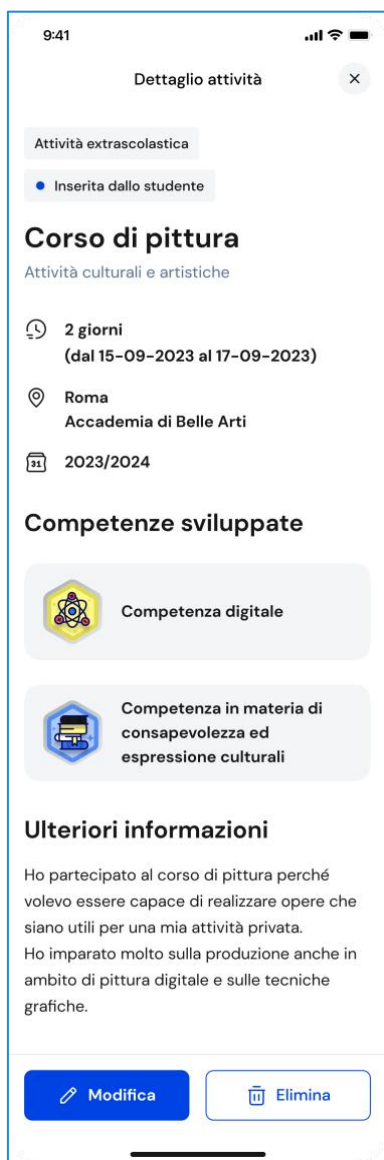 9:41
Dettaglio attività
Attività extrascolastica
Inserita dallo studente
Corso di pittura
Attività culturali e artistiche
2 giorni
(dal 15-09-2023 al 17-09-2023)
Roma
Accademia di Belle Arti
31
2023/2024
Competenze sviluppate
Competenza digitale
Competenza in materia di
consapevolezza ed
espressione culturali
Ulteriori informazioni
Ho partecipato al corso di pittura perché
volevo essere capace di realizzare opere che
siano utili per una mia attività privata.
Ho imparato molto sulla produzione anche in
ambito di pittura digitale e sulle tecniche
grafiche.
Modifica
Elimina